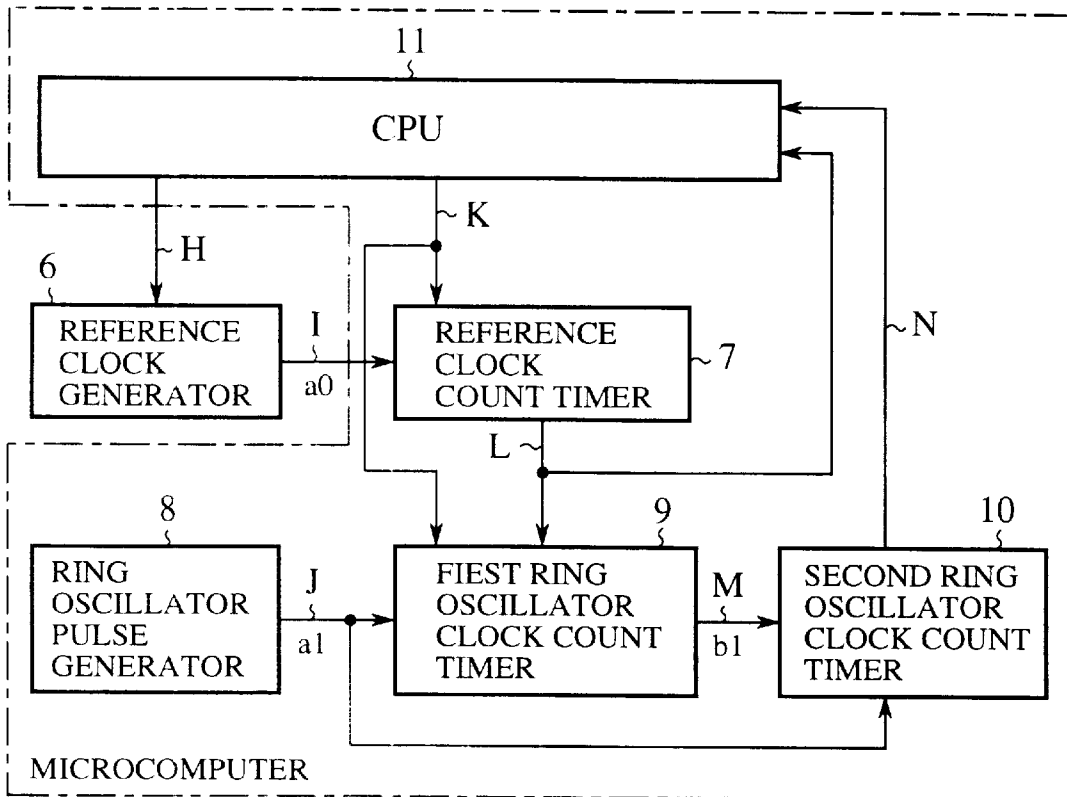 11
CPU
K
H
6
REFERENCE
CLOCK
GENERATOR
I
a0
REFERENCE
CLOCK
COUNT TIMER
7
N
L
8
RING
OSCILLATOR
PULSE
GENERATOR
J
a1
9
FIEST RING
OSCILLATOR
CLOCK COUNT
TIMER
M
b1
10
SECOND RING
OSCILLATOR
CLOCK COUNT
TIMER
MICROCOMPUTER